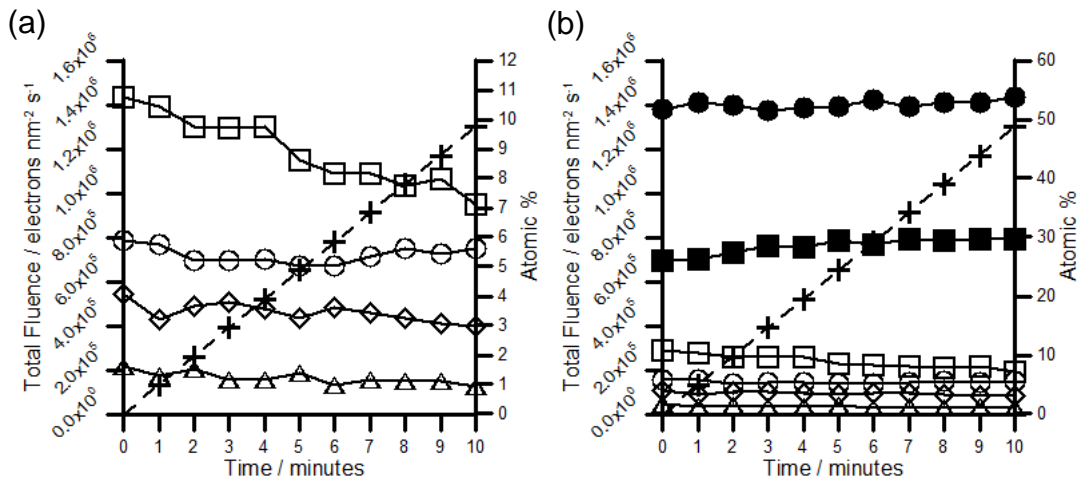 (a)
Total Fluence / electrons nm⁻² s⁻¹
1.6x10⁶
1.4x10⁶
1.2x10⁶
1.0x10⁶
8.0x10⁵
6.0x10⁵
4.0x10⁵
2.0x10⁵
0.0x10⁰
12
11
10
9
8
7
6
5
4
3
2
1
0
Atomic %
0 1 2 3 4 5 6 7 8 9 10
Time / minutes
(b)
Total Fluence / electrons nm⁻² s⁻¹
1.6x10⁶
1.4x10⁶
1.2x10⁶
1.0x10⁶
8.0x10⁵
6.0x10⁵
4.0x10⁵
2.0x10⁵
0.0x10⁰
60
50
40
30
20
10
0
Atomic %
0 1 2 3 4 5 6 7 8 9 10
Time / minutes